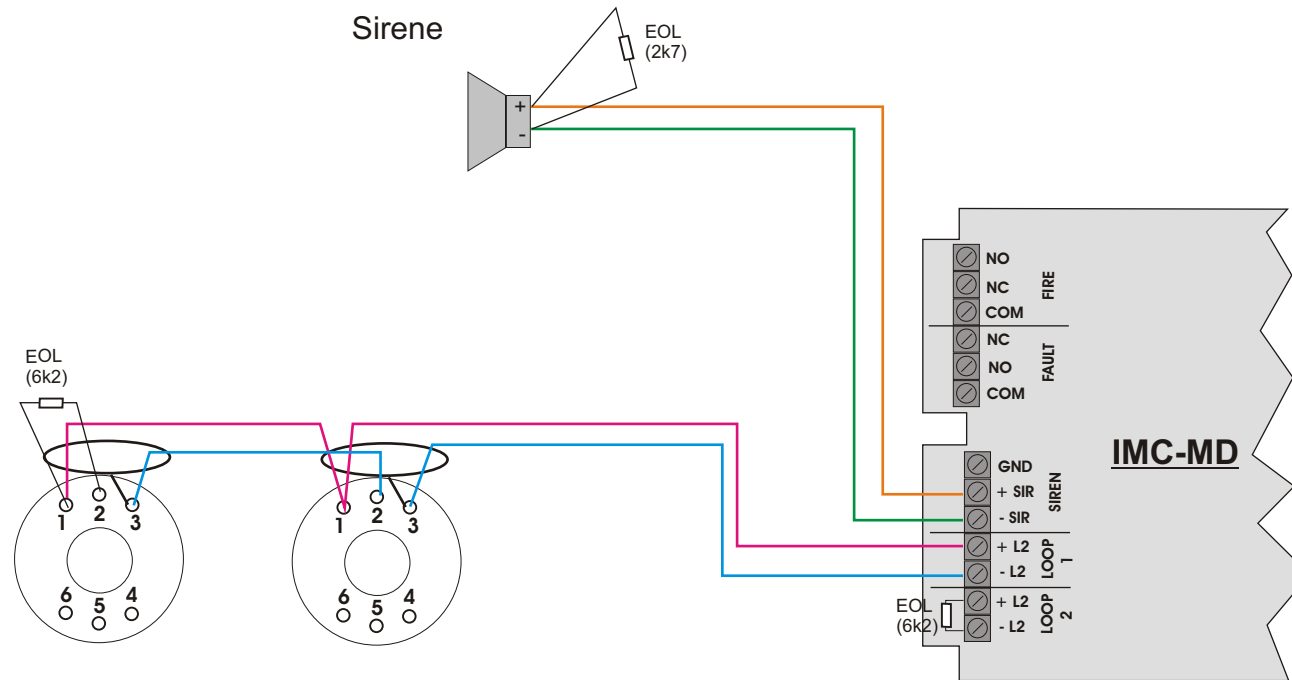 Sirene
EOL
(2k7)
+
-
NO
NC
COM
FIRE
NC
NO
COM
FAULT
IMC-MD
GND
+ SIR
- SIR
SIREN
+ L2
- L2
LOOP
1
+ L2
- L2
LOOP
2
EOL
(6k2)
EOL
(6k2)
1 2 3
6 5 4
1 2 3
6 5 4